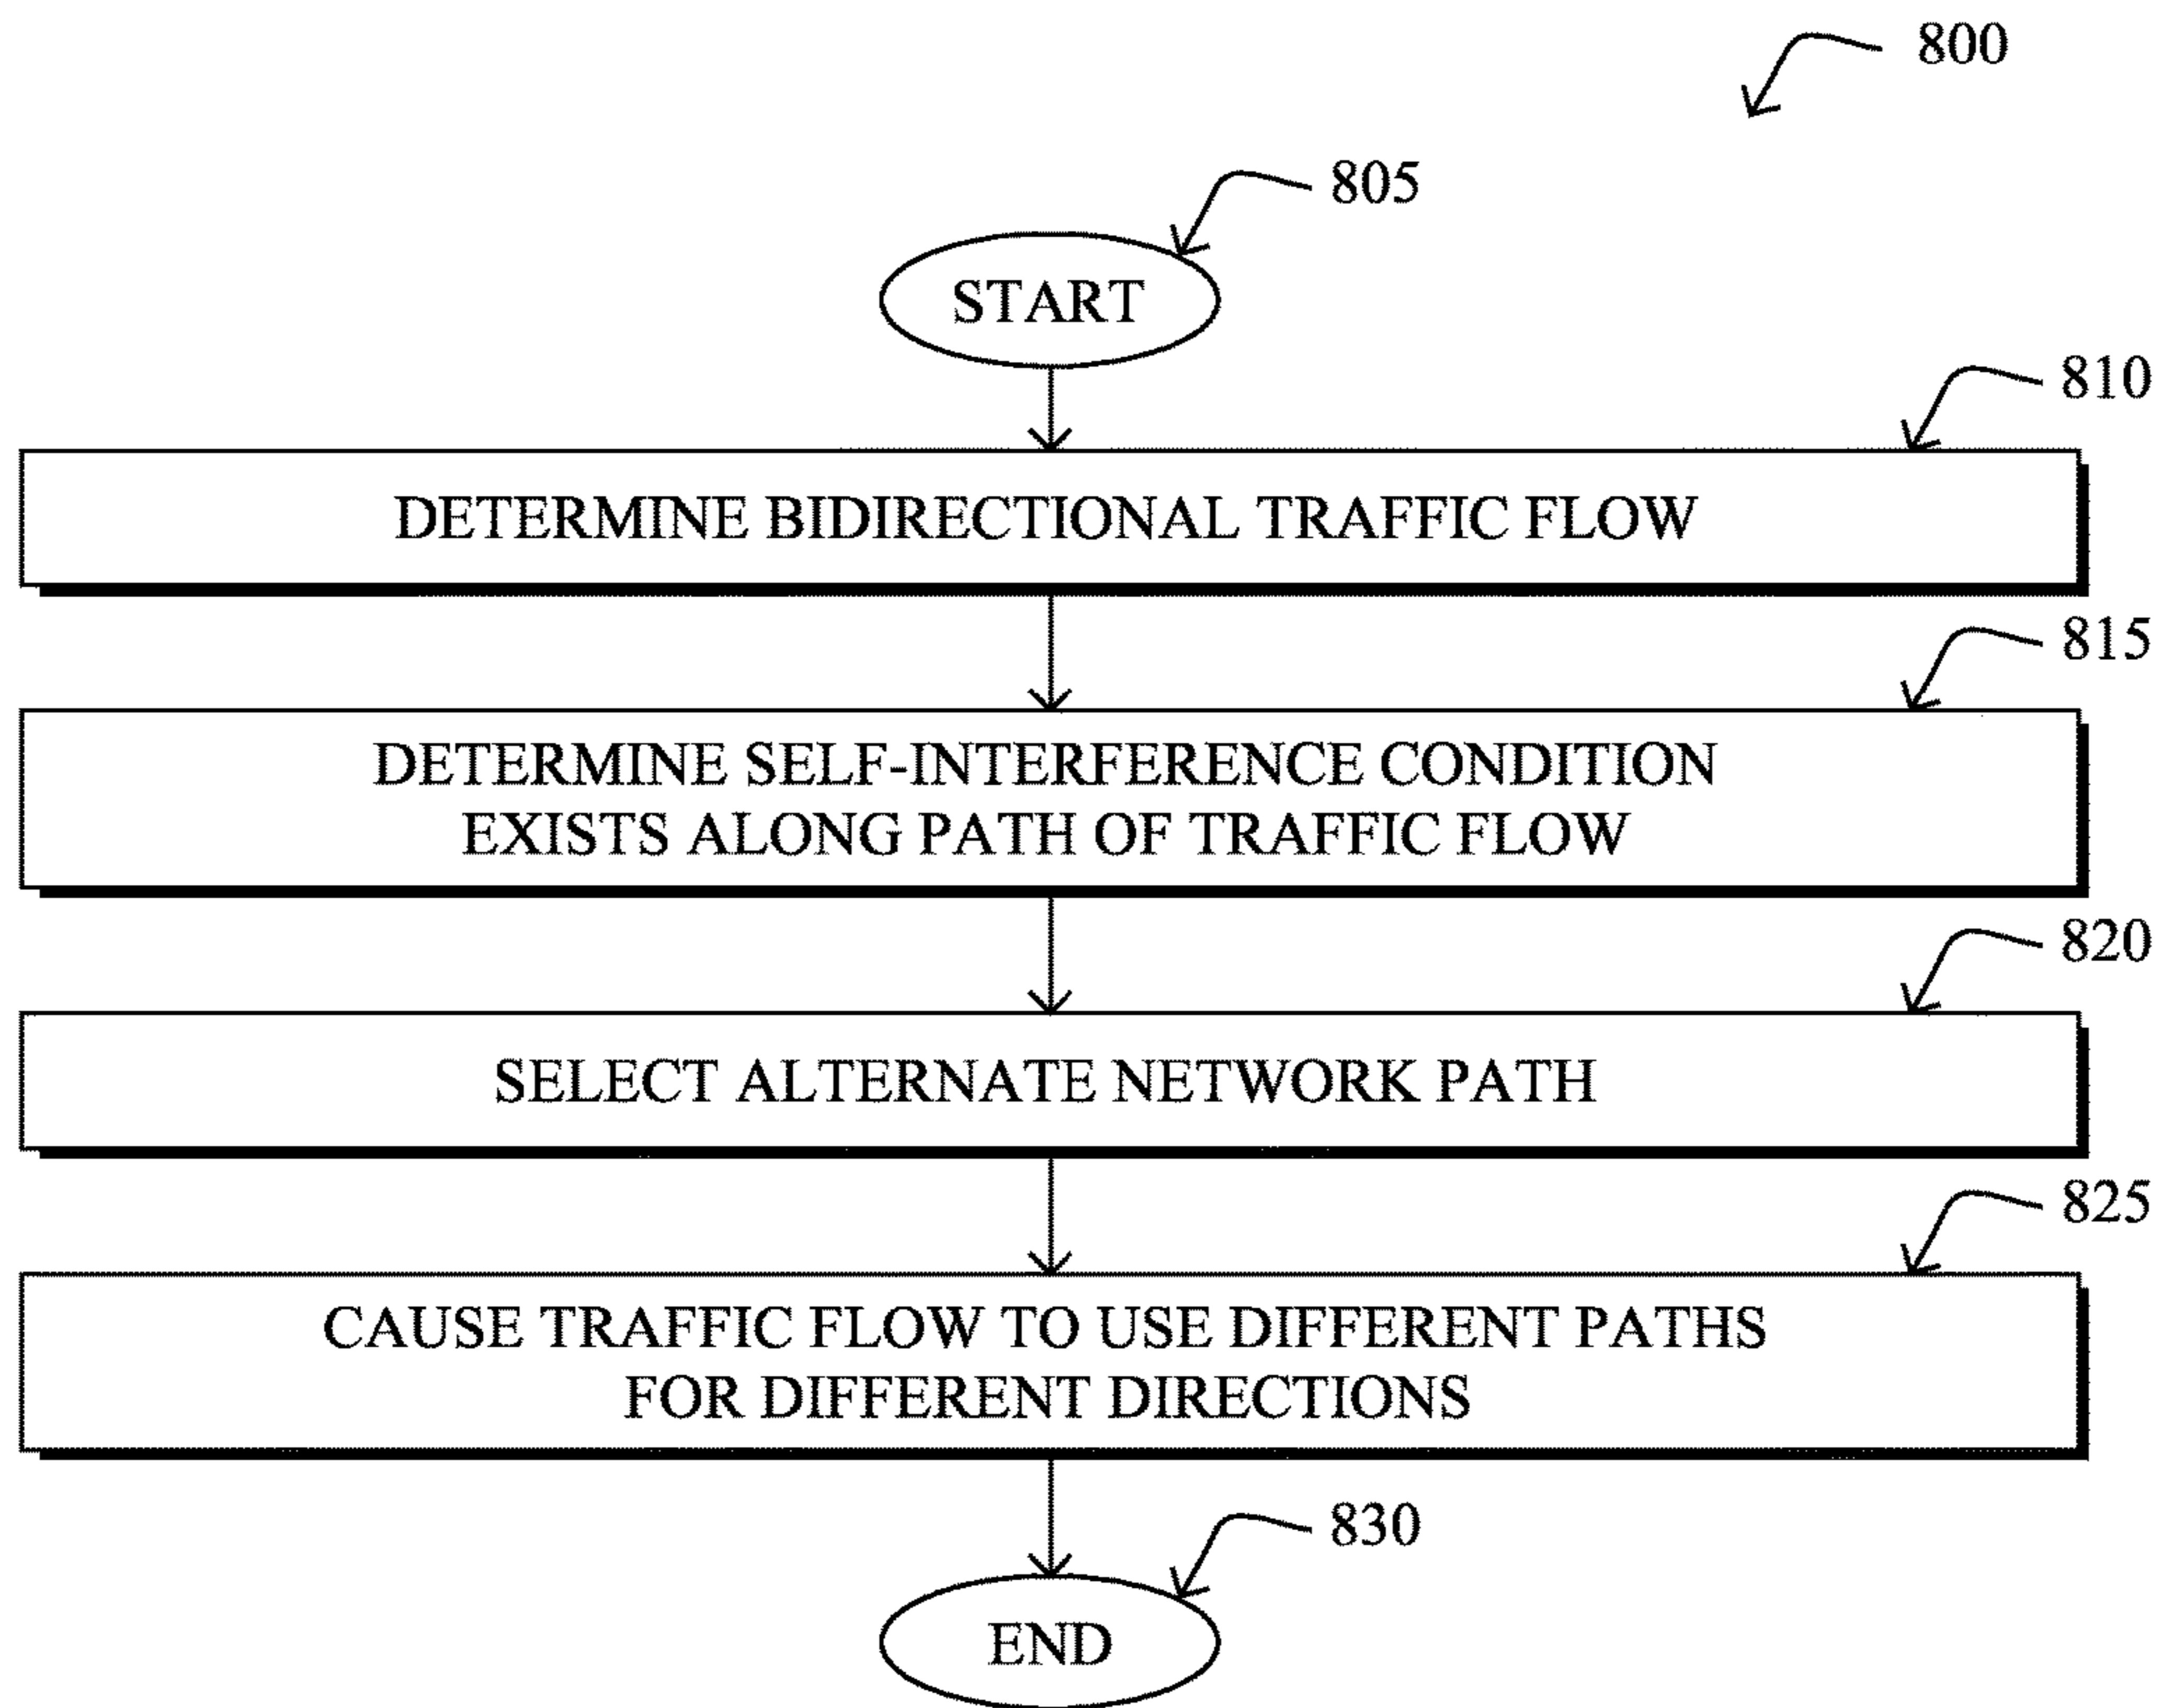 800
805
START
810
DETERMINE BIDIRECTIONAL TRAFFIC FLOW
815
DETERMINE SELF-INTERFERENCE CONDITION
EXISTS ALONG PATH OF TRAFFIC FLOW
820
SELECT ALTERNATE NETWORK PATH
825
CAUSE TRAFFIC FLOW TO USE DIFFERENT PATHS
FOR DIFFERENT DIRECTIONS
830
END